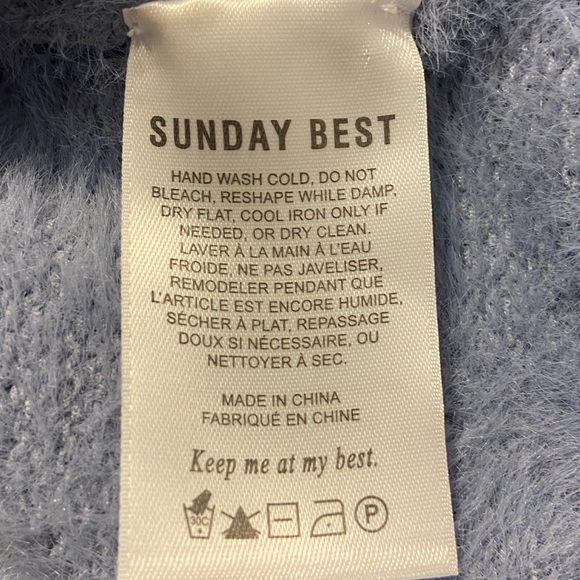 SUNDAY BEST
HAND WASH COLD, DO NOT
BLEACH, RESHAPE WHILE DAMP,
DRY FLAT, COOL IRON ONLY IF
NEEDED, OR DRY CLEAN.
LAVER À LA MAIN À L'EAU
FROIDE, NE PAS JAVELISER,
REMODELER PENDANT QUE
L'ARTICLE EST ENCORE HUMIDE,
SÉCHER À PLAT, REPASSAGE
DOUX SI NÉCESSAIRE, OU
NETTOYER À SEC.
MADE IN CHINA
FABRIQUÉ EN CHINE
Keep me at my best.
30C P